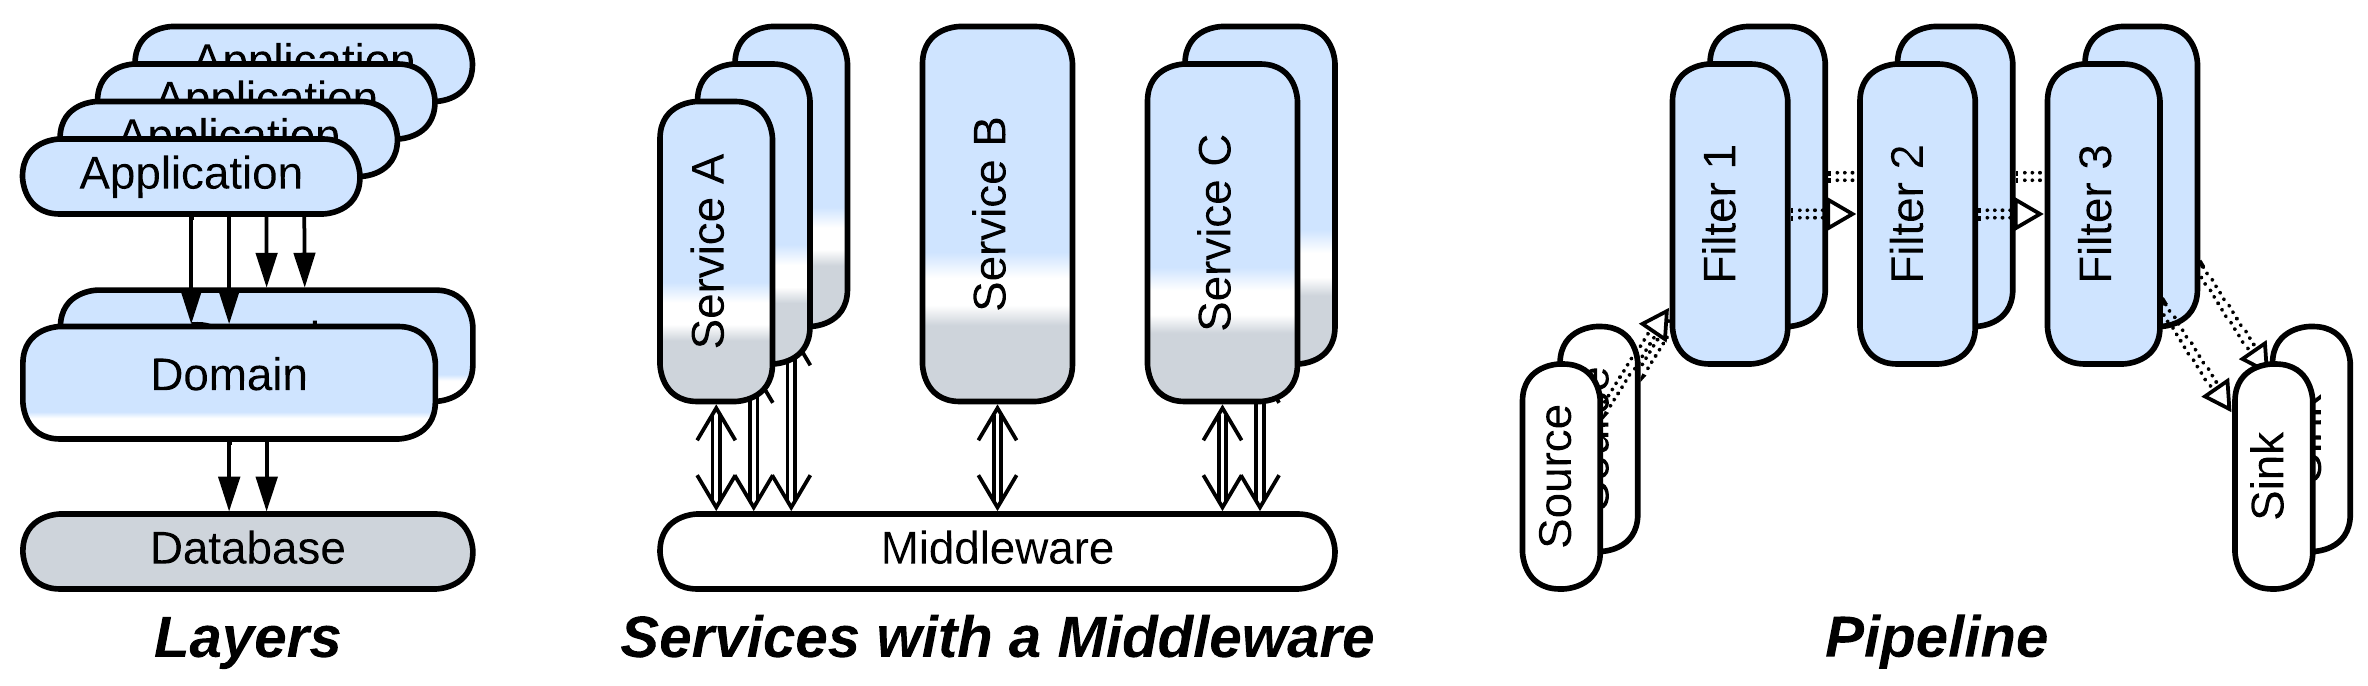 Application
Application
Application
Application
Domain
Database
Layers
Service A
Service B
Service C
Middleware
Services with a Middleware
Filter 1
Filter 2
Filter 3
Source
Sink
Pipeline